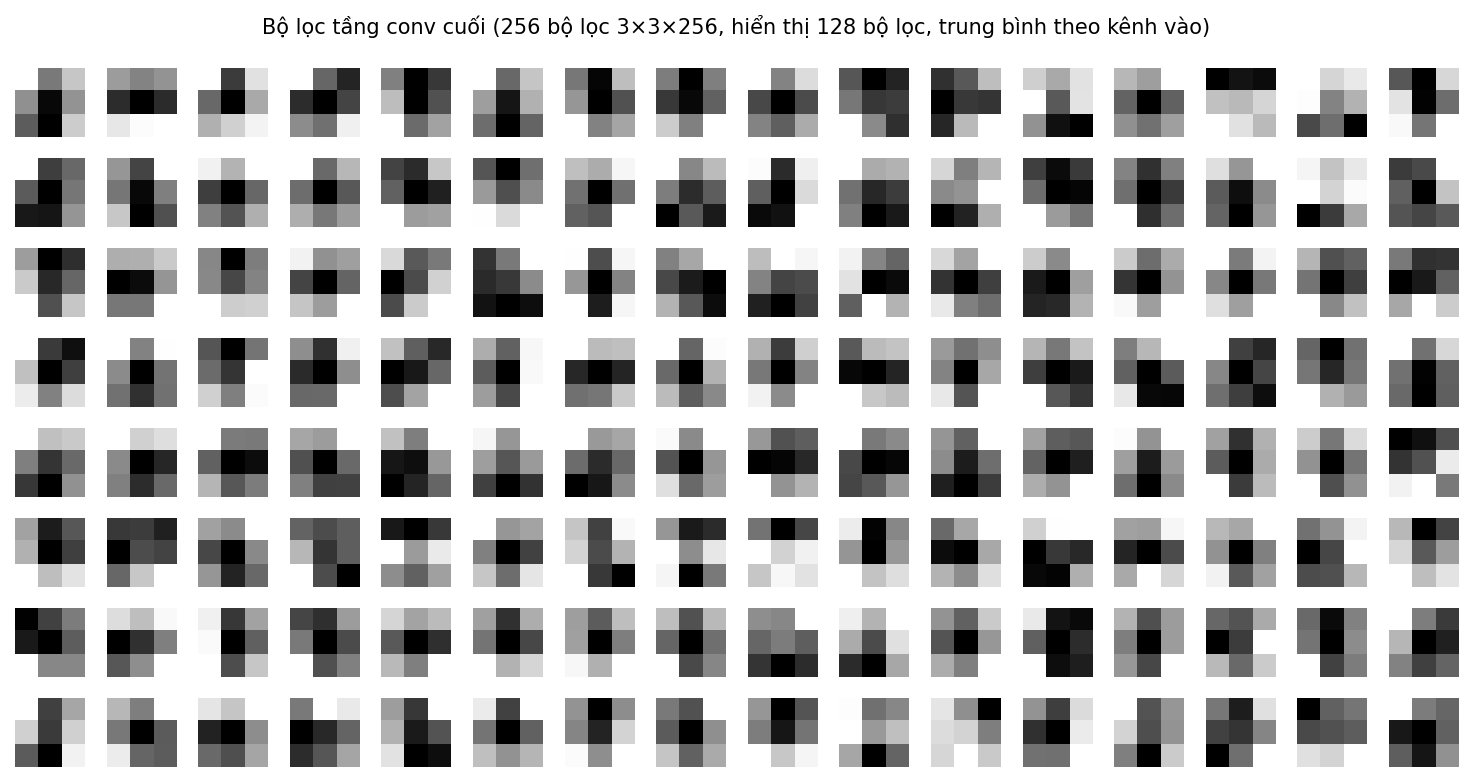 Bộ lọc tầng conv cuối (256 bộ lọc 3×3×256, hiển thị 128 bộ lọc, trung bình theo kênh vào)